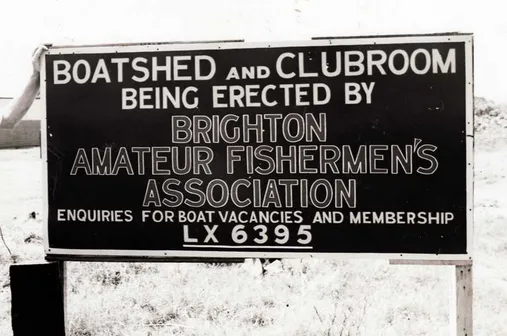 BOATSHED AND CLUBROOM
BEING ERECTED BY
BRIGHTON
AMATEUR FISHERMEN'S
ASSOCIATION
ENQUIRIES FOR BOAT VACANCIES AND MEMBERSHIP
LX 6395